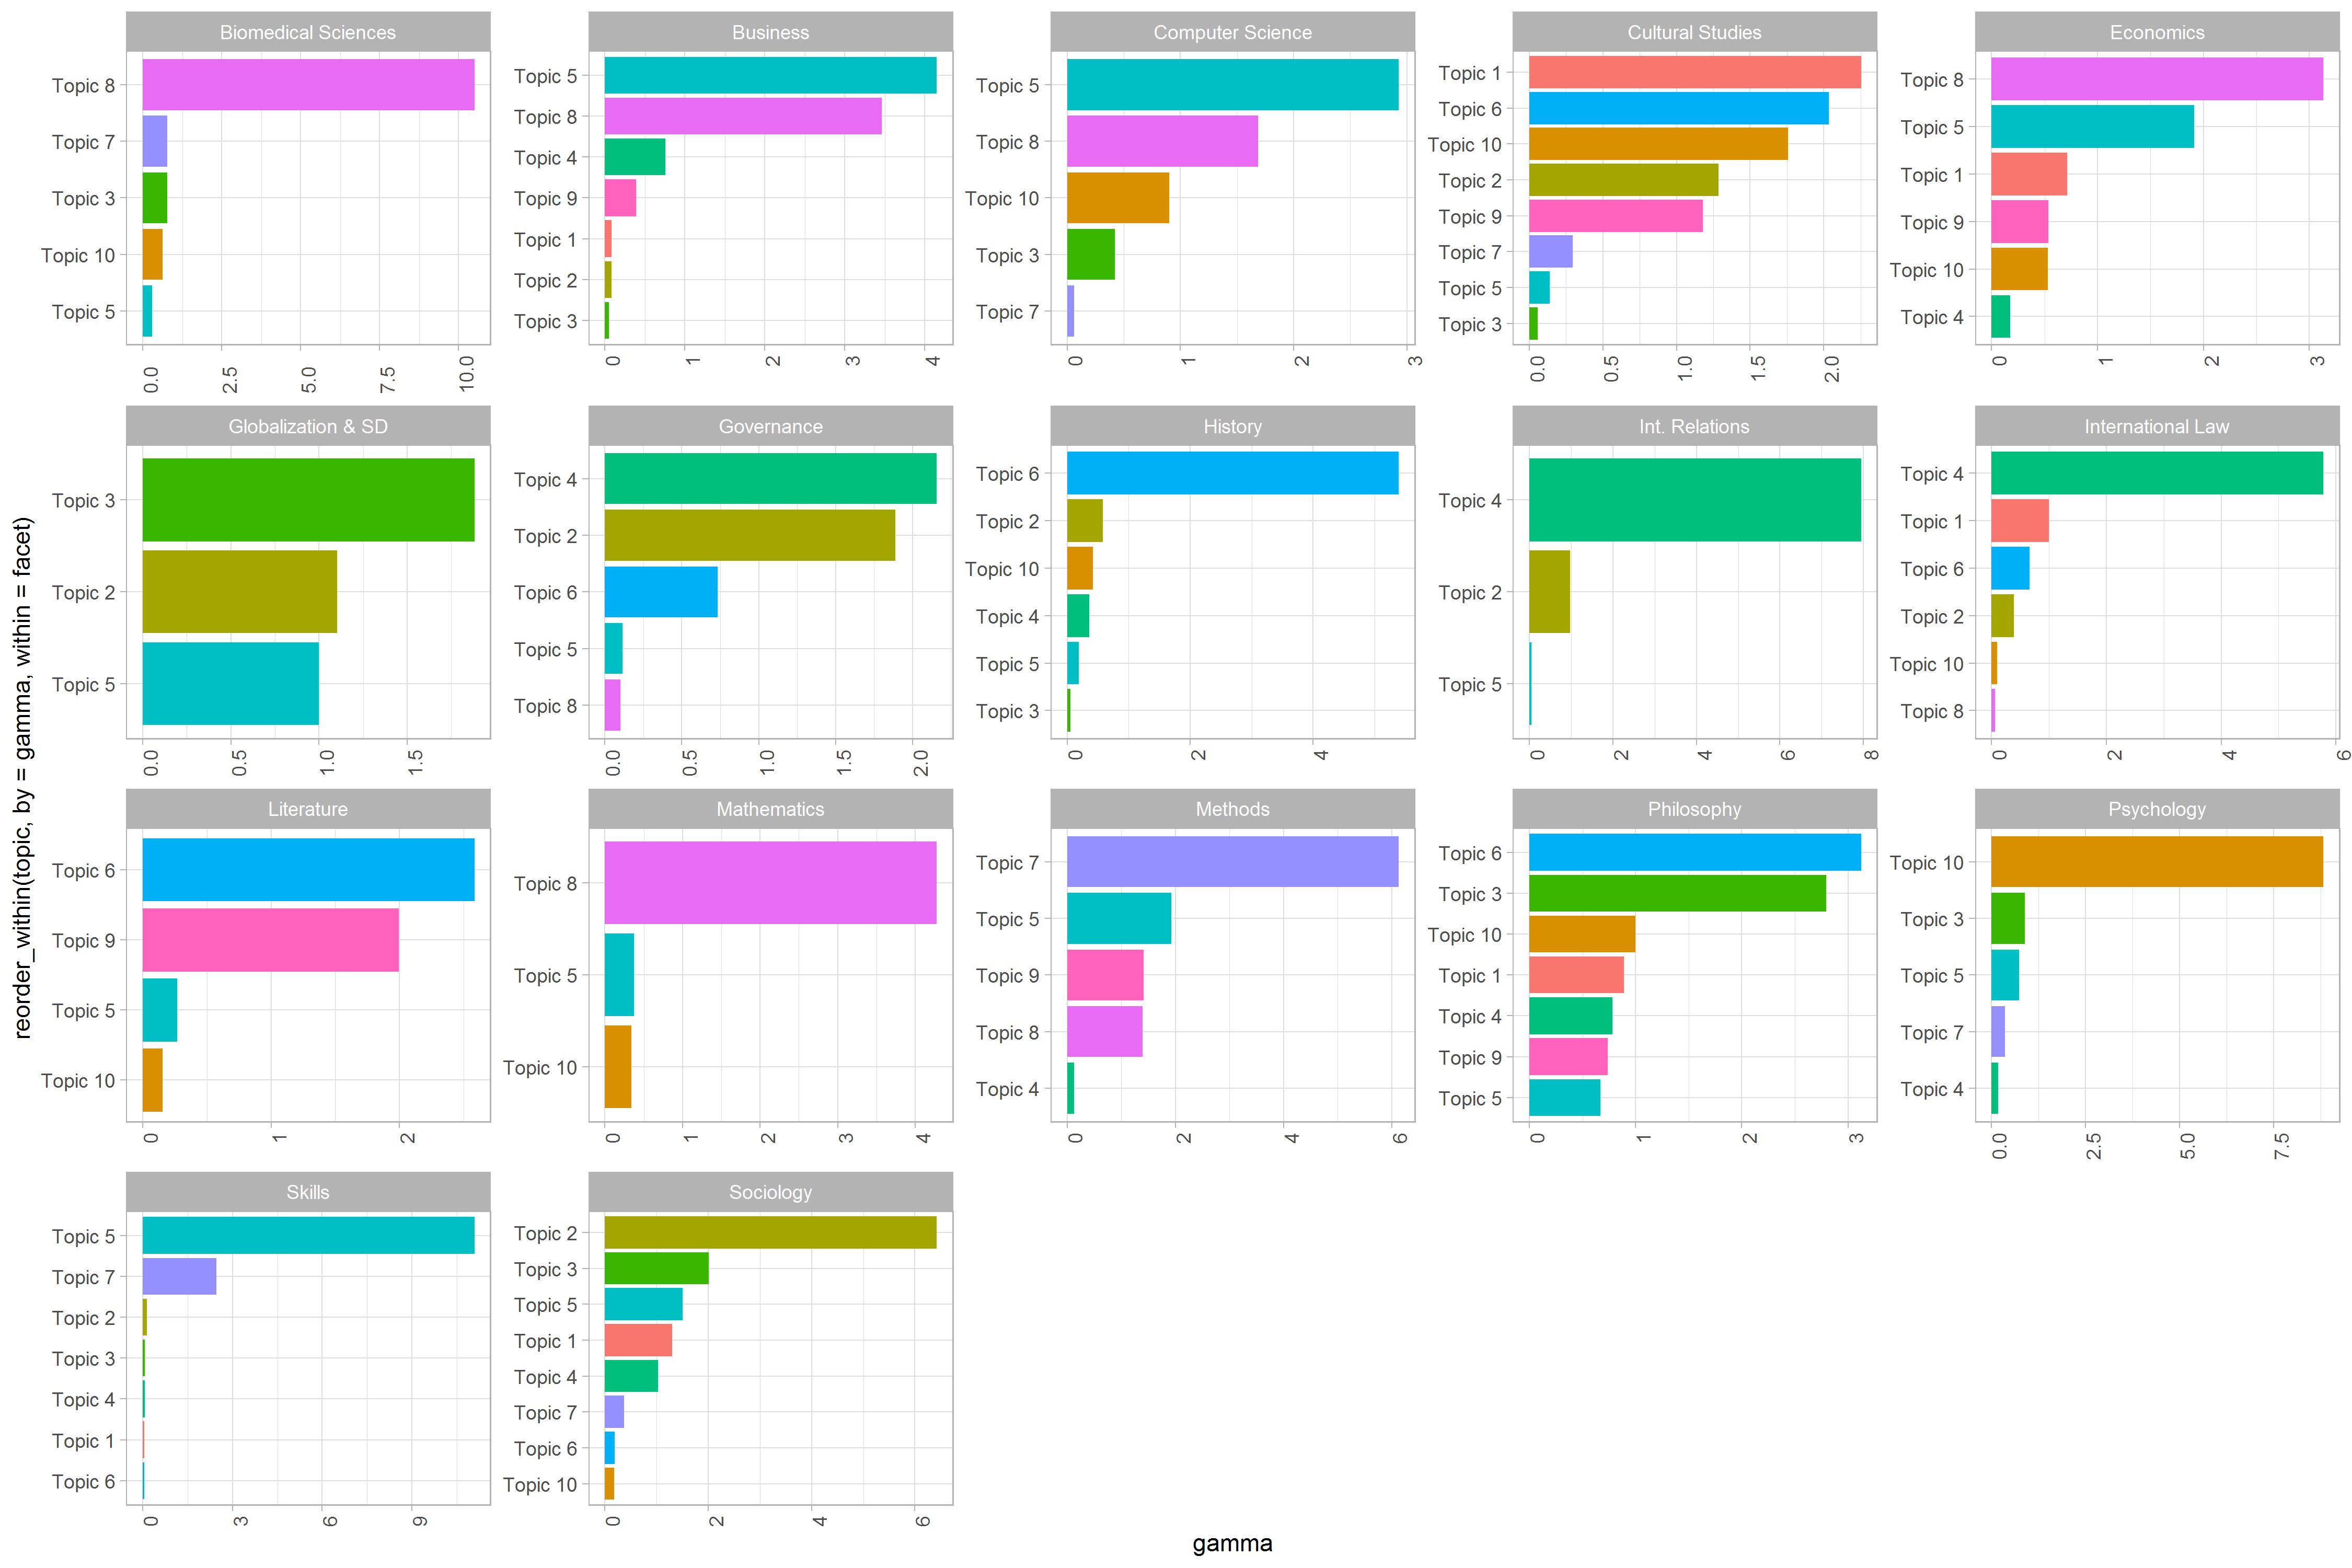 Biomedical Sciences
Topic 8
Topic 7
Topic 3
Topic 10
Topic 5
0.0
2.5
5.0
7.5
10.0
Business
Topic 5
Topic 8
Topic 4
Topic 9
Topic 1
Topic 2
Topic 3
0
1
2
3
4
Computer Science
Topic 5
Topic 8
Topic 10
Topic 3
Topic 7
0
1
2
3
Cultural Studies
Topic 1
Topic 6
Topic 10
Topic 2
Topic 9
Topic 7
Topic 5
Topic 3
0.0
0.5
1.0
1.5
2.0
Economics
Topic 8
Topic 5
Topic 1
Topic 9
Topic 10
Topic 4
0
1
2
3
Globalization & SD
Topic 3
Topic 2
Topic 5
0.0
0.5
1.0
1.5
Governance
Topic 4
Topic 2
Topic 6
Topic 5
Topic 8
0.0
0.5
1.0
1.5
2.0
History
Topic 6
Topic 2
Topic 10
Topic 4
Topic 5
Topic 3
0
2
4
Int. Relations
Topic 4
Topic 2
Topic 5
0
2
4
6
8
International Law
Topic 4
Topic 1
Topic 6
Topic 2
Topic 10
Topic 8
0
2
4
6
Literature
Topic 6
Topic 9
Topic 5
Topic 10
0
1
2
Mathematics
Topic 8
Topic 5
Topic 10
0
1
2
3
4
Methods
Topic 7
Topic 5
Topic 9
Topic 8
Topic 4
0
2
4
6
Philosophy
Topic 6
Topic 3
Topic 10
Topic 1
Topic 4
Topic 9
Topic 5
0
1
2
3
Psychology
Topic 10
Topic 3
Topic 5
Topic 7
Topic 4
0.0
2.5
5.0
7.5
Skills
Topic 5
Topic 7
Topic 2
Topic 3
Topic 4
Topic 1
Topic 6
0
3
6
9
Sociology
Topic 2
Topic 3
Topic 5
Topic 1
Topic 4
Topic 7
Topic 6
Topic 10
0
2
4
6
reorder_within(topic, by = gamma, within = facet)
gamma